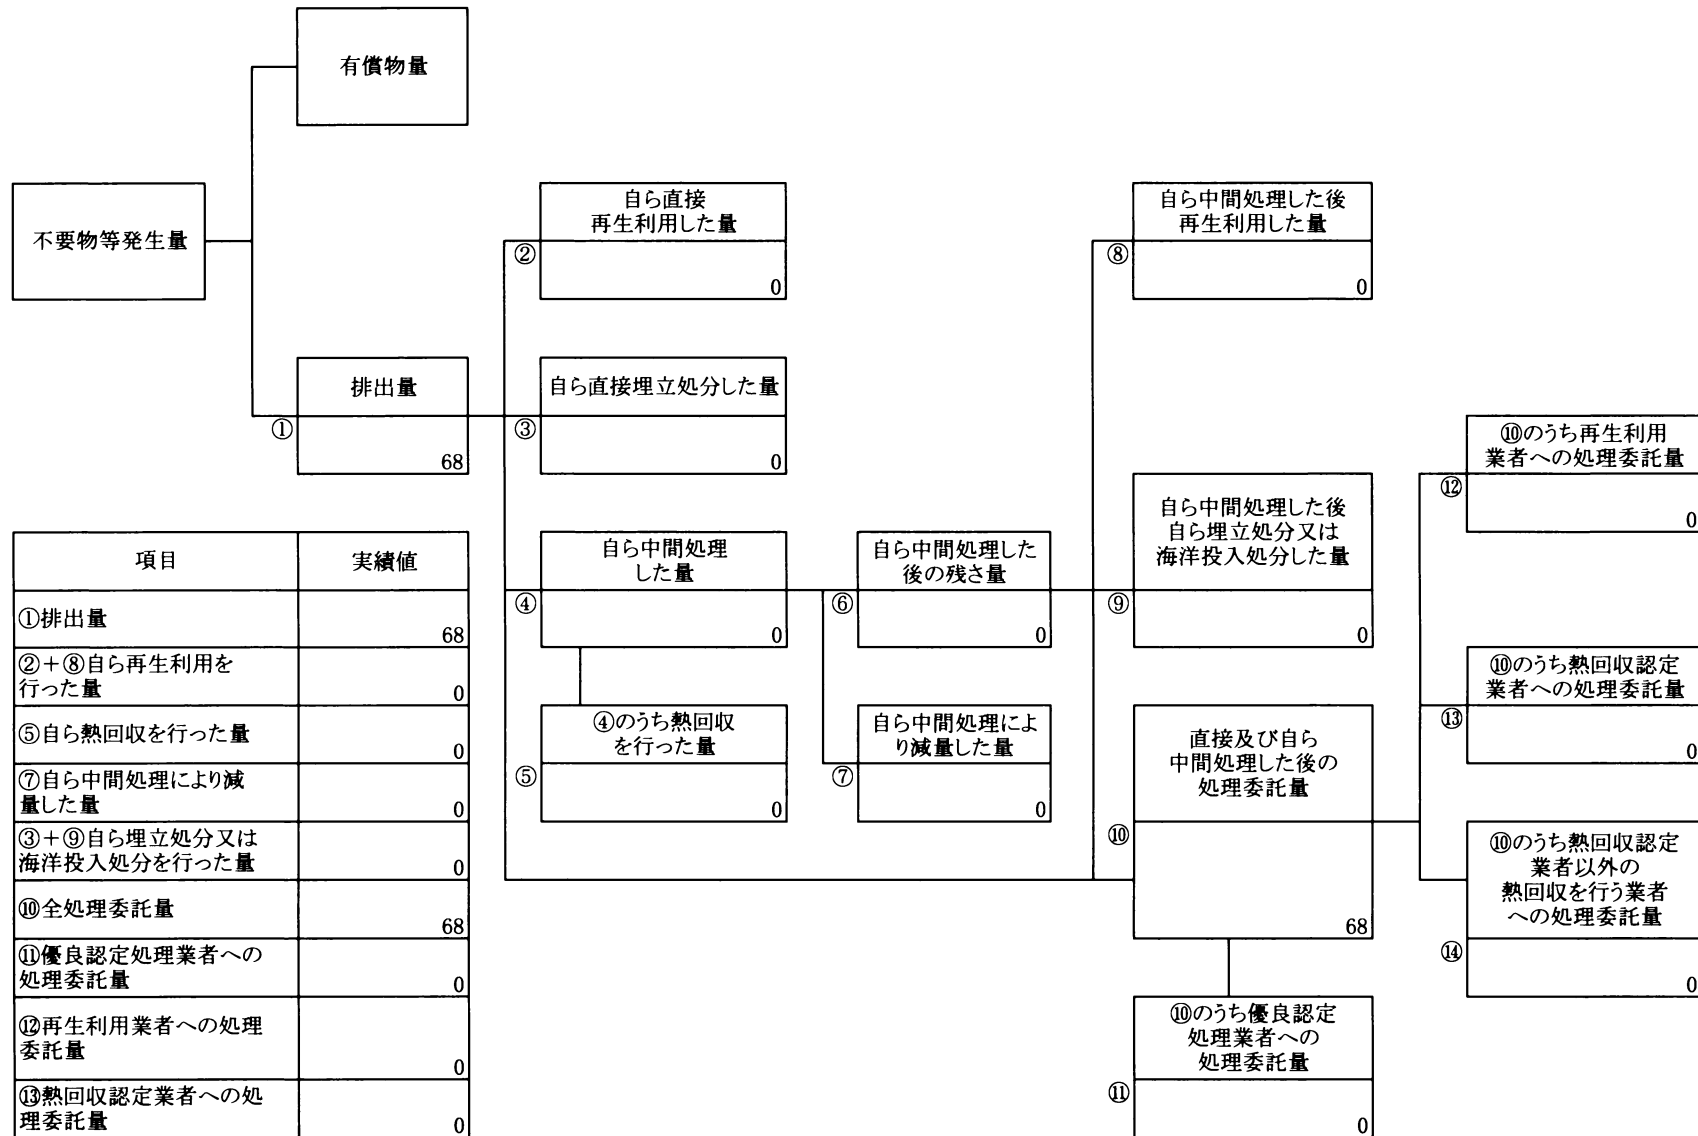 有償物量
不要物等発生量
自ら直接
再生利用した量
②
0
自ら中間処理した後
再生利用した量
⑧
0
排出量
①
68
自ら直接埋立処分した量
③
0
⑩のうち再生利用
業者への処理委託量
⑫
0
自ら中間処理した後
自ら埋立処分又は
海洋投入処分した量
⑨
0
自ら中間処理
した量
④
0
自ら中間処理した
後の残さ量
⑥
0
⑩のうち熱回収認定
業者への処理委託量
⑬
0
④のうち熱回収
を行った量
⑤
0
自ら中間処理によ
り減量した量
⑦
0
直接及び自ら
中間処理した後の
処理委託量
⑩
68
⑩のうち熱回収認定
業者以外の
熱回収を行う業者
への処理委託量
⑭
0
⑩のうち優良認定
処理業者への
処理委託量
⑪
0
項目 実績値
①排出量
68
②＋⑧自ら再生利用を
行った量 0
⑤自ら熱回収を行った量
0
⑦自ら中間処理により減
量した量 0
③＋⑨自ら埋立処分又は
海洋投入処分を行った量 0
⑩全処理委託量
68
⑪優良認定処理業者への
処理委託量 0
⑫再生利用業者への処理
委託量
0
⑬熱回収認定業者への処
理委託量 0